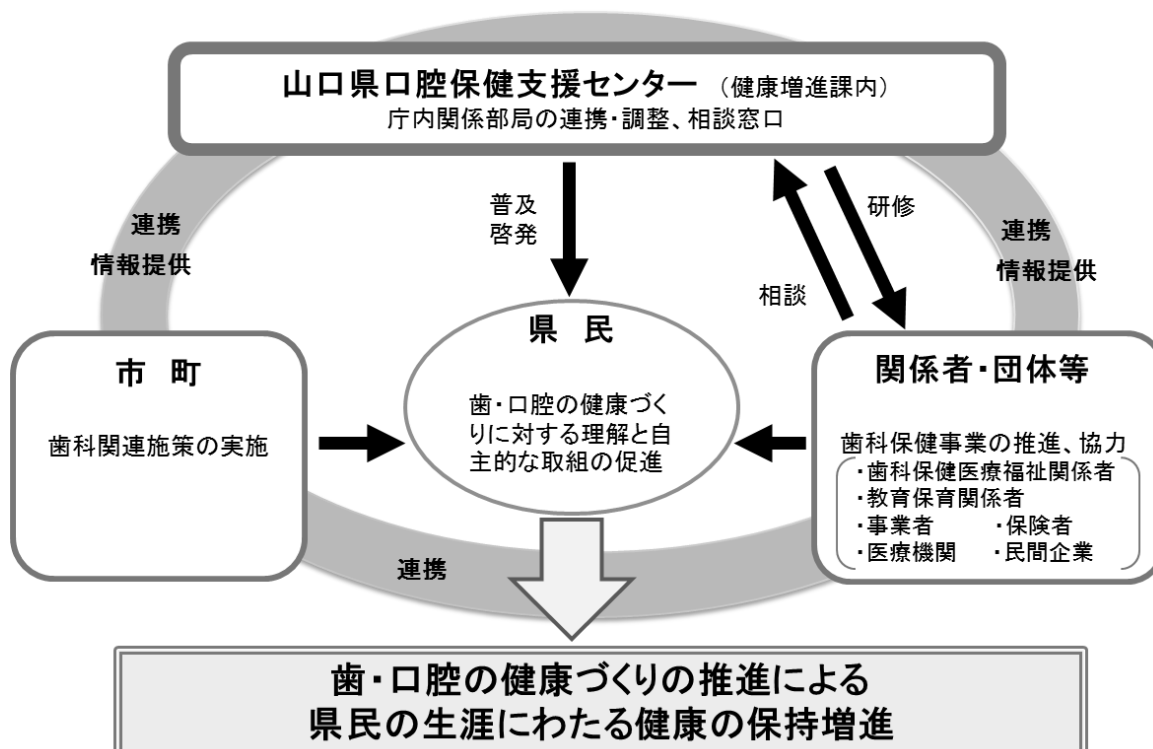 山口県口腔保健支援センター （健康増進課内）
庁内関係部局の連携・調整、相談窓口
普及
啓発
研修
相談
連携
情報提供
連携
情報提供
市 町
歯科関連施策の実施
県 民
歯・口腔の健康づく
りに対する理解と自
主的な取組の促進
関係者・団体等
歯科保健事業の推進、協力
・歯科保健医療福祉関係者
・教育保育関係者
・事業者 ・保険者
・医療機関 ・民間企業
連携
歯・口腔の健康づくりの推進による
県民の生涯にわたる健康の保持増進